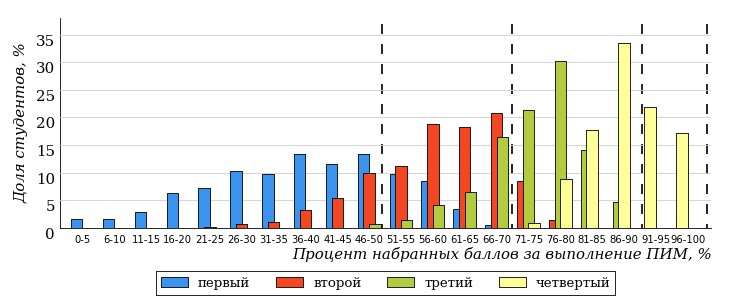 Доля студентов, %
35
30
25
20
15
10
5
0
0-5 6-10 11-15 16-20 21-25 26-30 31-35 36-40 41-45 46-50 51-55 56-60 61-65 66-70 71-75 76-80 81-85 86-90 91-95 96-100
Процент набранных баллов за выполнение ПИМ, %
первый второй третий четвертый